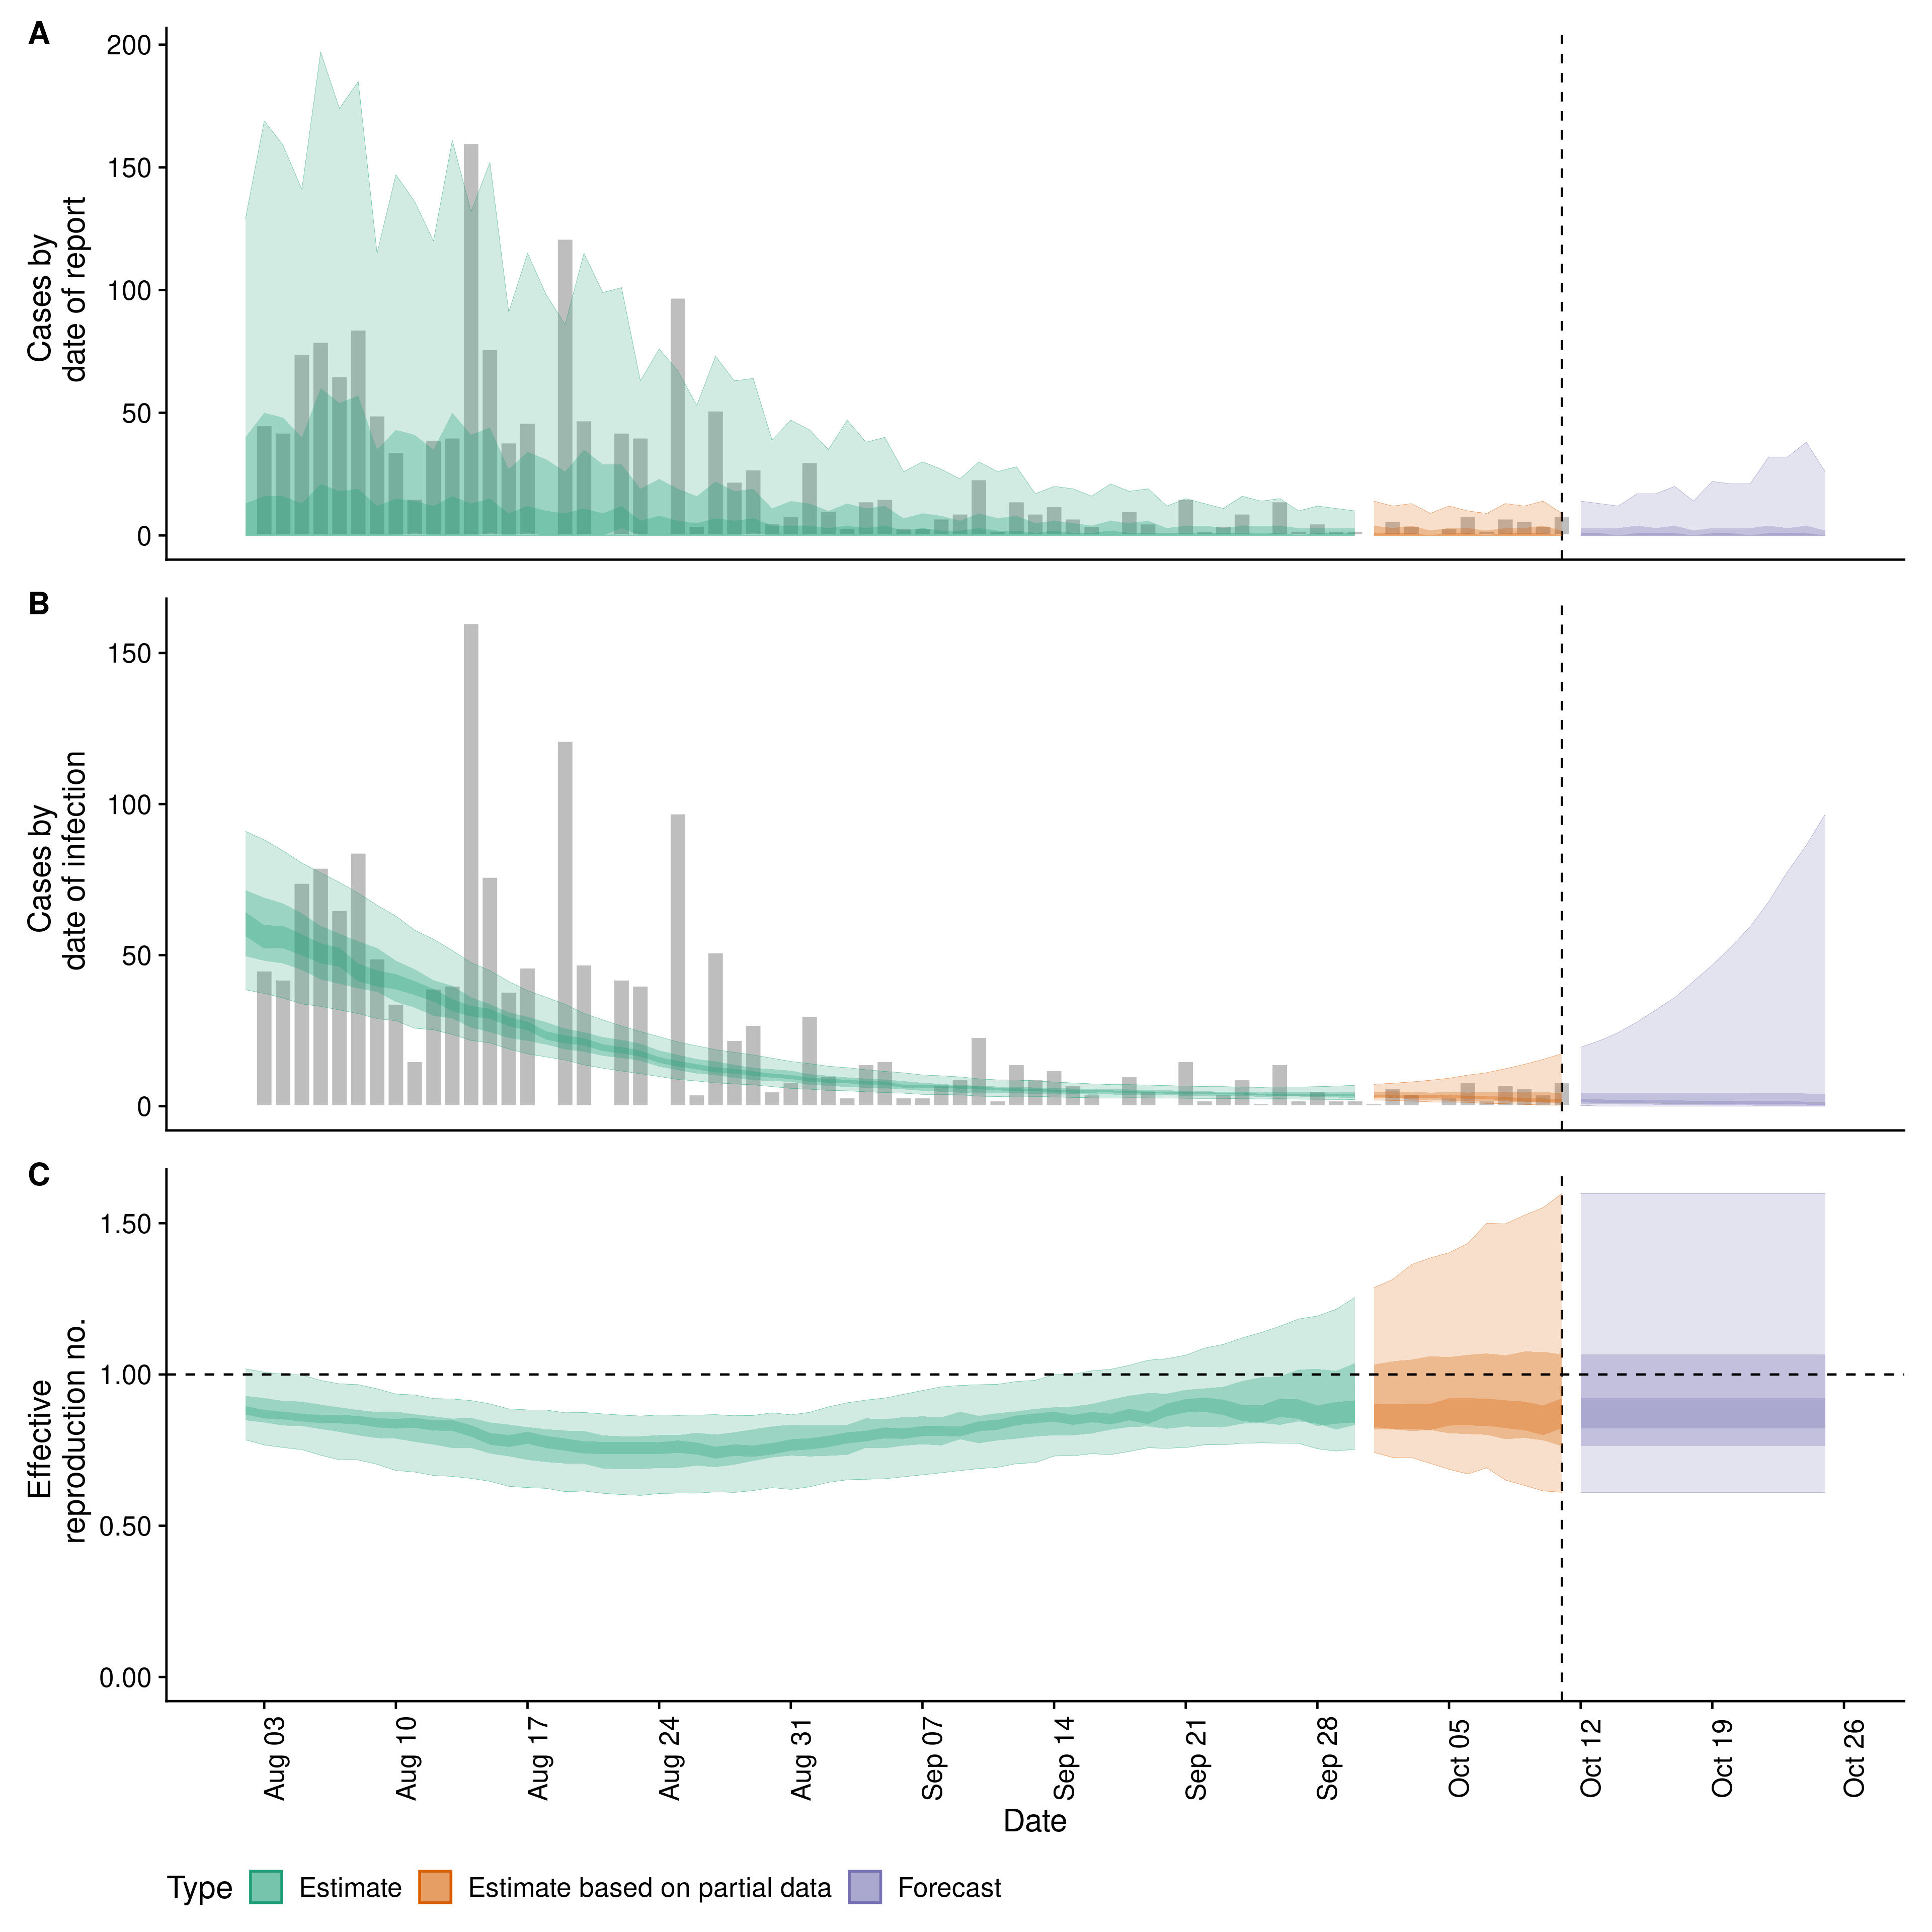 A
200
150
100
50
0
Cases by
date of report
B
150
100
50
0
Cases by
date of infection
C
1.50
1.00
0.50
0.00
Effective
reproduction no.
Aug 03
Aug 10
Aug 17
Aug 24
Aug 31
Sep 07
Sep 14
Sep 21
Sep 28
Oct 05
Oct 12
Oct 19
Oct 26
Date
Type Estimate Estimate based on partial data Forecast